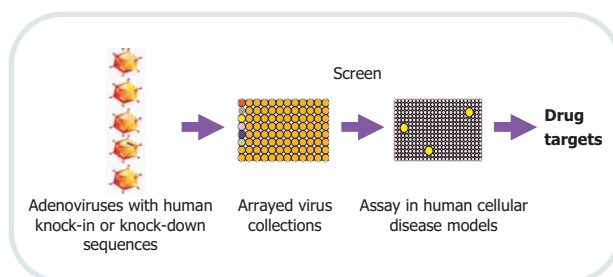 Screen
Drug
targets
Adenoviruses with human
knock-in or knock-down
sequences
Arrayed virus
collections
Assay in human cellular
disease models